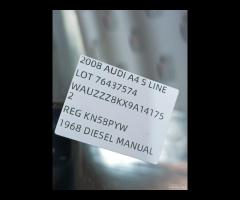 2008 AUDI A4 S LINE
LOT 76437574
WAUZZZ8KX9A14175
2
REG KN58PYW
1968 DIESEL MANUAL